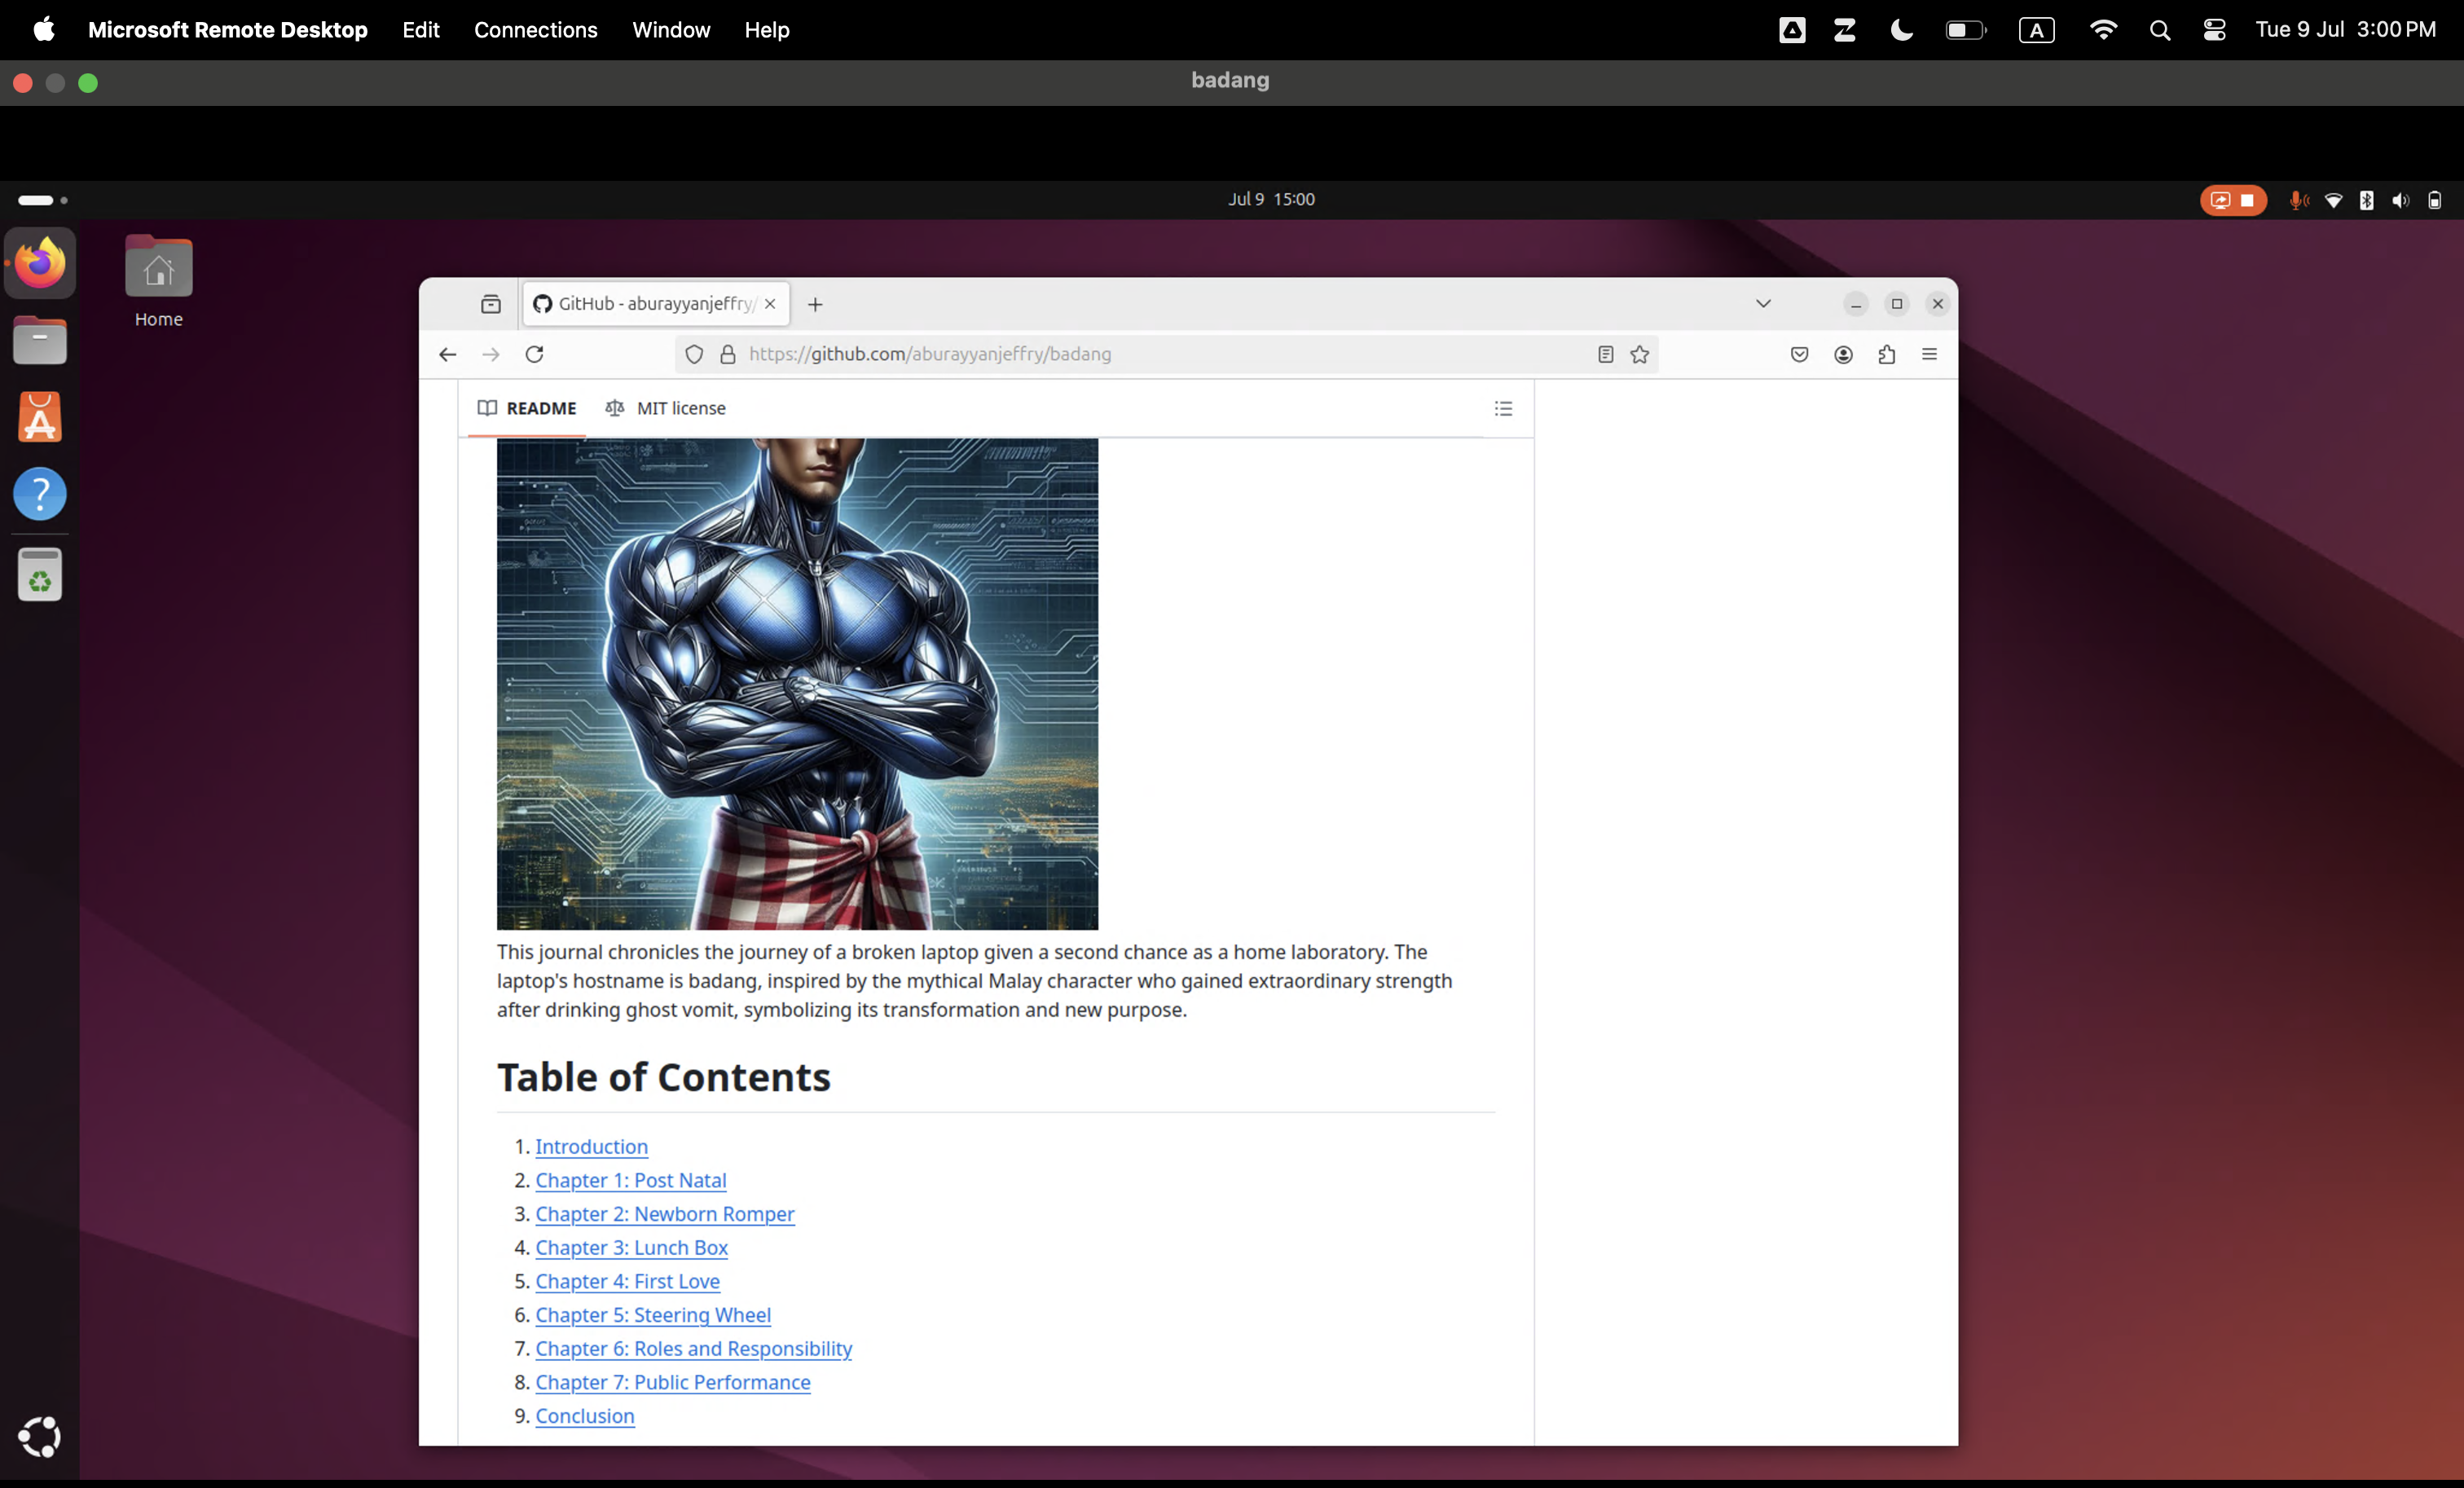 Microsoft Remote Desktop Edit Connections Window Help A Tue 9 Jul 3:00 PM
badang
Jul 9 15:00
Home
GitHub - aburayyanjeffry/
https://github.com/aburayyanjeffry/badang
README MIT license
This journal chronicles the journey of a broken laptop given a second chance as a home laboratory. The
laptop's hostname is badang, inspired by the mythical Malay character who gained extraordinary strength
after drinking ghost vomit, symbolizing its transformation and new purpose.
Table of Contents
1. Introduction
2. Chapter 1: Post Natal
3. Chapter 2: Newborn Romper
4. Chapter 3: Lunch Box
5. Chapter 4: First Love
6. Chapter 5: Steering Wheel
7. Chapter 6: Roles and Responsibility
8. Chapter 7: Public Performance
9. Conclusion